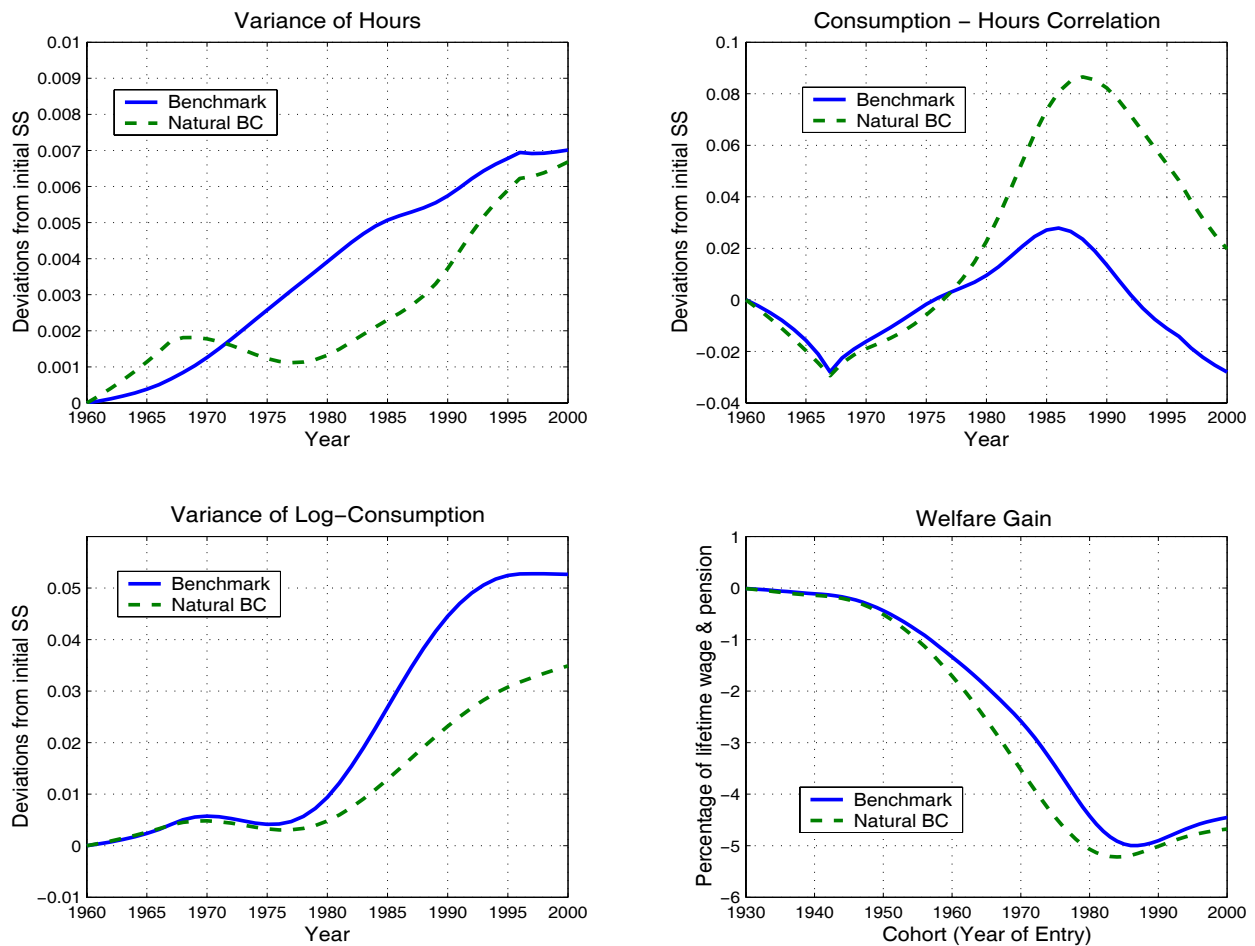 Variance of Hours
Deviations from initial SS
0.01
0.009
0.008
0.007
0.006
0.005
0.004
0.003
0.002
0.001
0
Benchmark
Natural BC
1960 1965 1970 1975 1980 1985 1990 1995 2000
Year
Consumption − Hours Correlation
Deviations from initial SS
0.1
0.08
0.06
0.04
0.02
0
−0.02
−0.04
Benchmark
Natural BC
1960 1965 1970 1975 1980 1985 1990 1995 2000
Year
Variance of Log−Consumption
Deviations from initial SS
0.05
0.04
0.03
0.02
0.01
0
−0.01
Benchmark
Natural BC
1960 1965 1970 1975 1980 1985 1990 1995 2000
Year
Welfare Gain
Percentage of lifetime wage & pension
1
0
−1
−2
−3
−4
−5
−6
Benchmark
Natural BC
1930 1940 1950 1960 1970 1980 1990 2000
Cohort (Year of Entry)